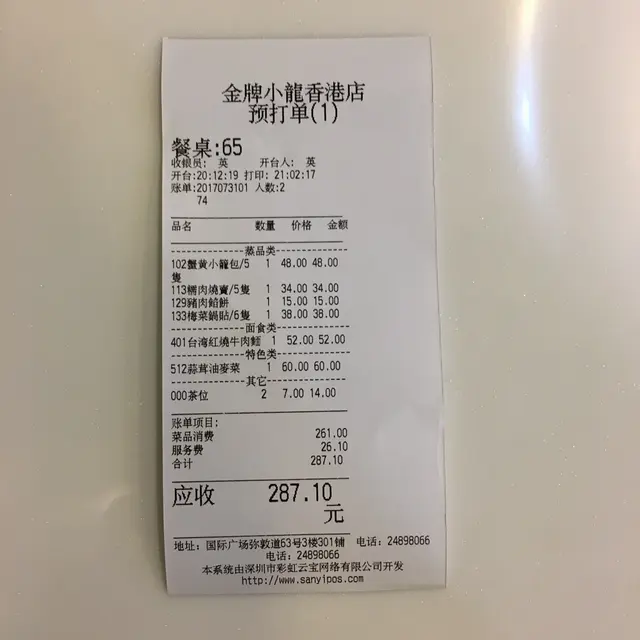 金牌小龍香港店
预打单(1)
餐桌:65
收银员: 英 开台人: 英
开台:20:12:19 打印: 21:02:17
账单:2017073101 人数:2
74
品名 数量 价格 金额
--------------蒸品类--------------
102蟹黄小籠包/5 1 48.00 48.00
隻
113糯肉燒賣/5隻 1 34.00 34.00
129豬肉餡餅 1 15.00 15.00
133梅菜鍋貼/6隻 1 38.00 38.00
--------------面食类--------------
401台湾紅燒牛肉麵 1 52.00 52.00
--------------特色类--------------
512蒜茸油麥菜 1 60.00 60.00
--------------其它--------------
000茶位 2 7.00 14.00
账单项目:
菜品消费 261.00
服务费 26.10
合计 287.10
应收 287.10
元
地址: 国际广场弥敦道63号3楼301铺 电话: 24898066
电话: 24898066
本系统由深圳市彩虹云宝网络有限公司开发
http://www.sanyipos.com